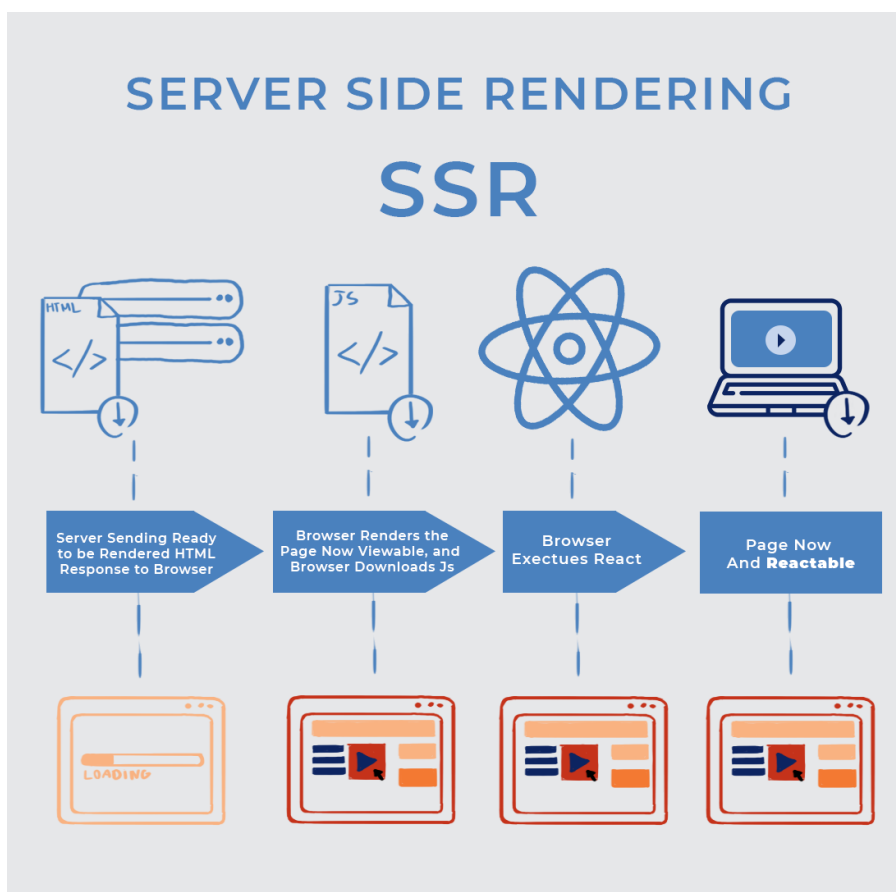 SERVER SIDE RENDERING
SSR
HTML
</>
JS
</>
Server Sending Ready
to be Rendered HTML
Response to Browser
Browser Renders the
Page Now Viewable, and
Browser Downloads Js
Browser
Exectues React
Page Now
And Reactable
LOADING